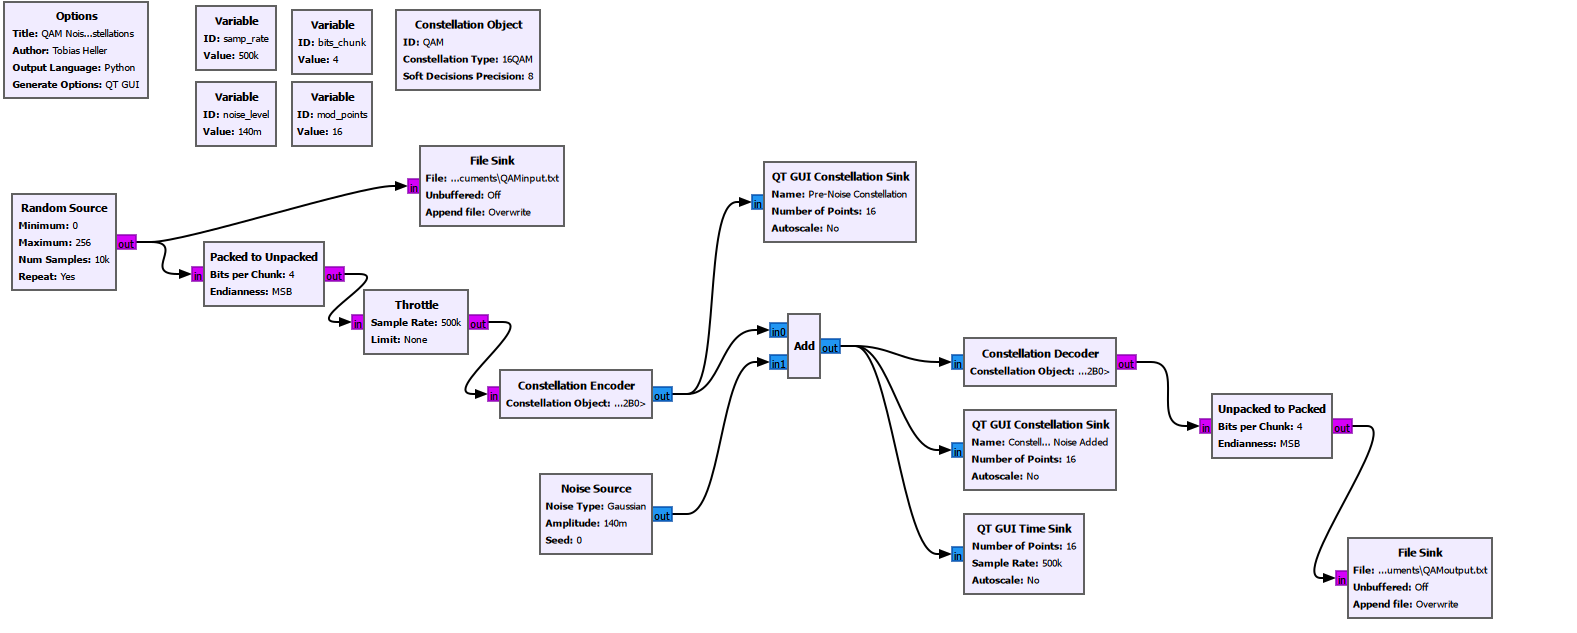 Options
Title: QAM Nois...stellations
Author: Tobias Heller
Output Language: Python
Generate Options: QT GUI
Variable
ID: samp_rate
Value: 500k
Variable
ID: bits_chunk
Value: 4
Variable
ID: noise_level
Value: 140m
Variable
ID: mod_points
Value: 16
Constellation Object
ID: QAM
Constellation Type: 16QAM
Soft Decisions Precision: 8
Random Source
Minimum: 0
Maximum: 256
Num Samples: 10k
Repeat: Yes
out
in
File Sink
File: ...cuments\QAMinput.txt
Unbuffered: Off
Append file: Overwrite
in
Packed to Unpacked
Bits per Chunk: 4
Endianness: MSB
out
in
Throttle
Sample Rate: 500k
Limit: None
out
in
Constellation Encoder
Constellation Object: ...2B0>
out
Noise Source
Noise Type: Gaussian
Amplitude: 140m
Seed: 0
out
in
QT GUI Constellation Sink
Name: Pre-Noise Constellation
Number of Points: 16
Autoscale: No
in0
in1
Add
out
in
Constellation Decoder
Constellation Object: ...2B0>
out
in
QT GUI Constellation Sink
Name: Constell... Noise Added
Number of Points: 16
Autoscale: No
in
QT GUI Time Sink
Number of Points: 16
Sample Rate: 500k
Autoscale: No
in
Unpacked to Packed
Bits per Chunk: 4
Endianness: MSB
out
in
File Sink
File: ...uments\QAMoutput.txt
Unbuffered: Off
Append file: Overwrite